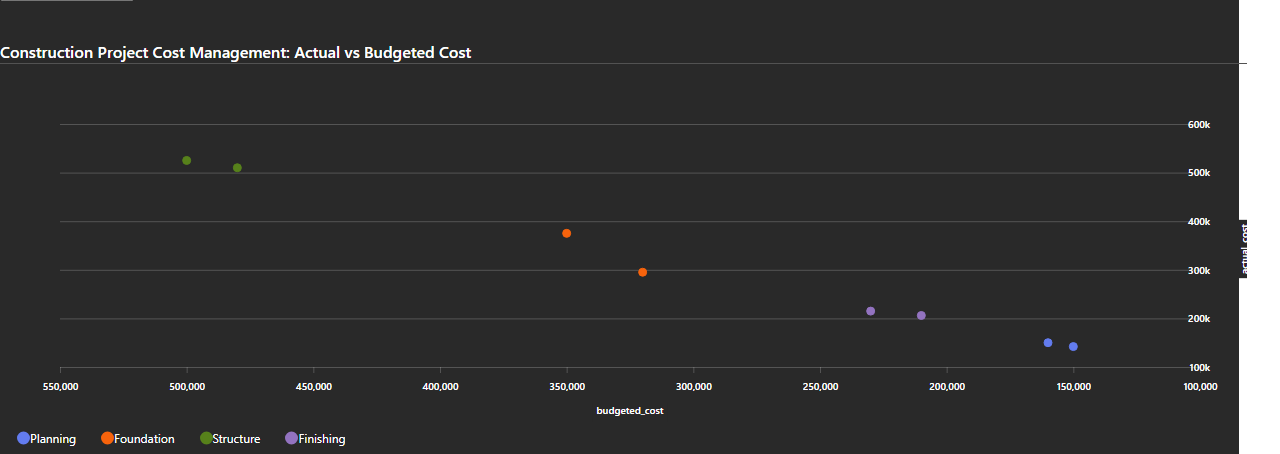 Construction Project Cost Management: Actual vs Budgeted Cost
600k
500k
400k
300k
200k
100k
actual_cost
550,000 500,000 450,000 400,000 350,000 300,000 250,000 200,000 150,000 100,000
budgeted_cost
Planning Foundation Structure Finishing